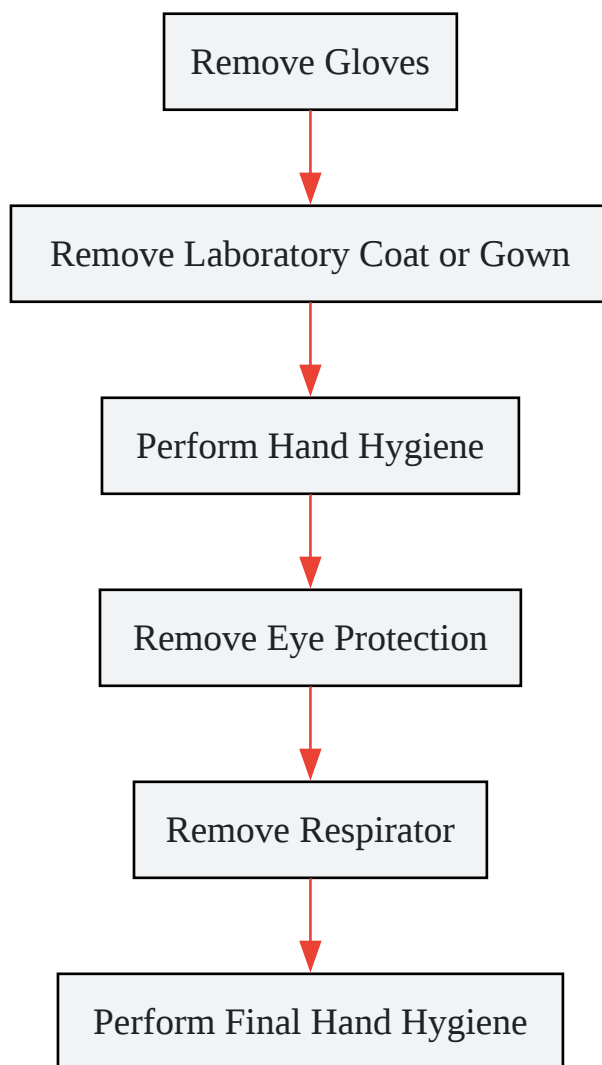 Remove Gloves
Remove Laboratory Coat or Gown
Perform Hand Hygiene
Remove Eye Protection
Remove Respirator
Perform Final Hand Hygiene